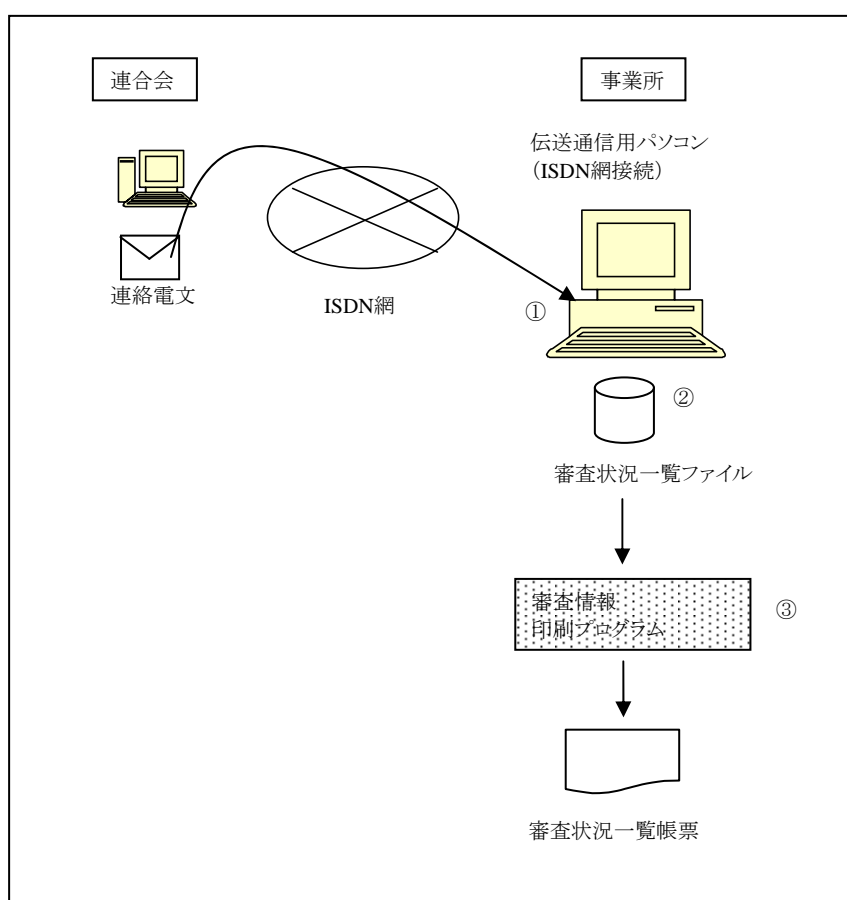 連合会
事業所
伝送通信用パソコン
（ISDN網接続）
連絡電文
ISDN網
①
②
審査状況一覧ファイル
審査情報
印刷プログラム
③
審査状況一覧帳票